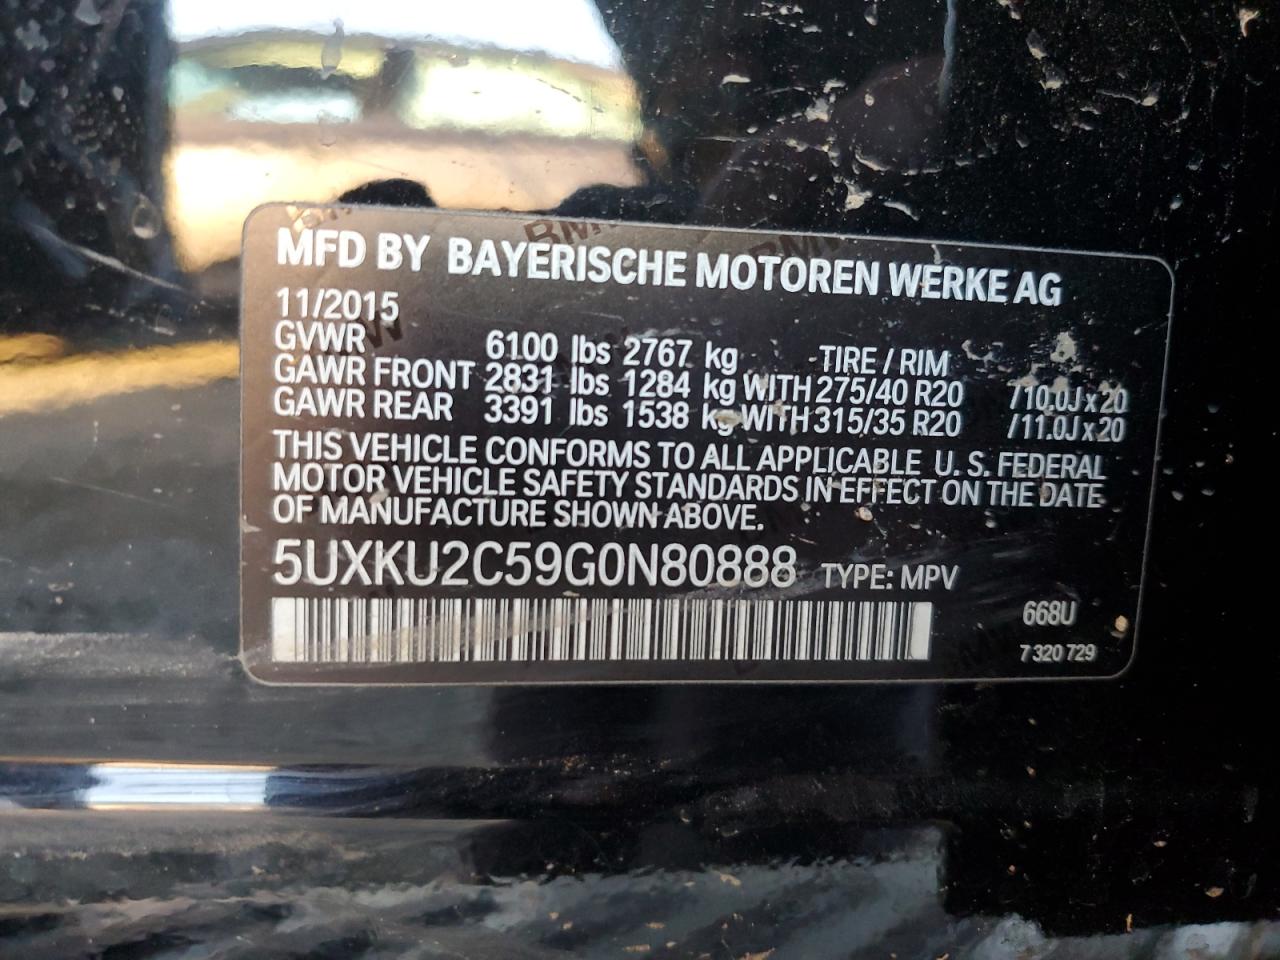 MFD BY BAYERISCHE MOTOREN WERKE AG
11/2015
GVWR 6100 lbs 2767 kg TIRE / RIM
GAWR FRONT 2831 lbs 1284 kg WITH 275/40 R20 /10.0J x 20
GAWR REAR 3391 lbs 1538 kg WITH 315/35 R20 /11.0J x 20
THIS VEHICLE CONFORMS TO ALL APPLICABLE U. S. FEDERAL
MOTOR VEHICLE SAFETY STANDARDS IN EFFECT ON THE DATE
OF MANUFACTURE SHOWN ABOVE.
5UXKU2C59G0N80888 TYPE: MPV
668U
7 320 729